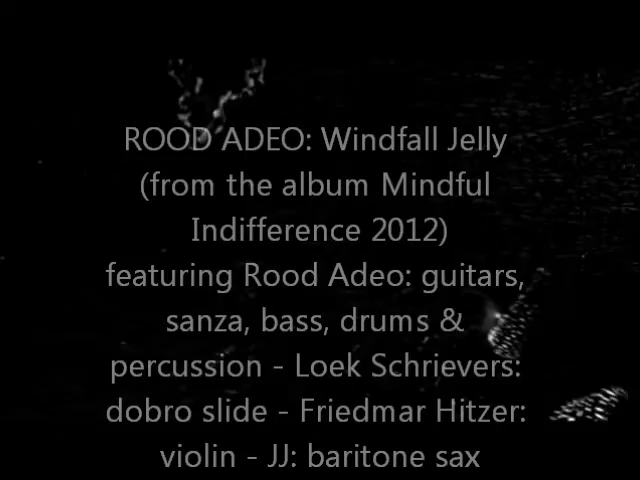 ROOD ADEO: Windfall Jelly
(from the album Mindful
Indifference 2012)
featuring Rood Adeo: guitars,
sanza, bass, drums &
percussion - Loek Schrievers:
dobro slide - Friedmar Hitzer:
violin - JJ: baritone sax